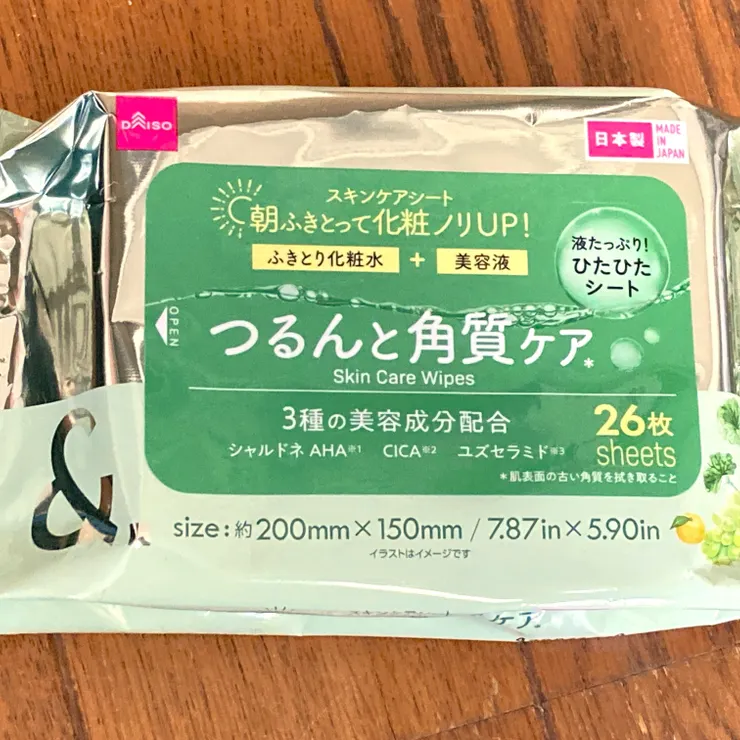 DAISO
日本製
MADE
IN
JAPAN
スキンケアシート
朝ふきとって化粧ノリUP!
ふきとり化粧水 + 美容液
液たっぷり!
ひたひた
シート
OPEN
つるんと角質ケア*
Skin Care Wipes
3種の美容成分配合
シャルドネ AHA※1 CICA※2 ユズセラミド※3
26枚
sheets
*肌表面の古い角質を拭き取ること
&
size:約200mm×150mm / 7.87in×5.90in
イラストはイメージです